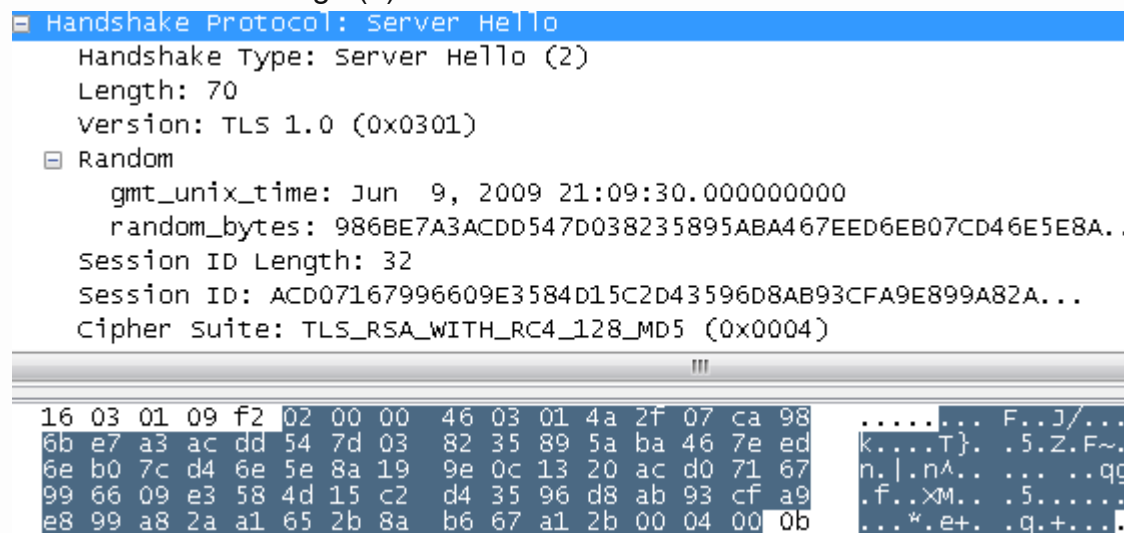 Handshake Protocol: Server Hello
Handshake Type: Server Hello (2)
Length: 70
Version: TLS 1.0 (0x0301)
Random
gmt_unix_time: Jun 9, 2009 21:09:30.000000000
random_bytes: 986BE7A3ACDD547D038235895ABA467EED6EB07CD46E5E8A..
Session ID Length: 32
Session ID: ACD07167996609E3584D15C2D43596D8AB93CFA9E899A82A...
Cipher Suite: TLS_RSA_WITH_RC4_128_MD5 (0x0004)
16 03 01 09 f2 02 00 00 46 03 01 4a 2f 07 ca 98 ........ F..J/...
6b e7 a3 ac dd 54 7d 03 82 35 89 5a ba 46 7e ed k....T}. .5.Z.F~.
6e b0 7c d4 6e 5e 8a 19 9e 0c 13 20 ac d0 71 67 n.|.n^.. ... ..qg
99 66 09 e3 58 4d 15 c2 d4 35 96 d8 ab 93 cf a9 .f..XM.. .5......
e8 99 a8 2a a1 65 2b 8a b6 67 a1 2b 00 04 00 0b ...*.e+. .g.+....